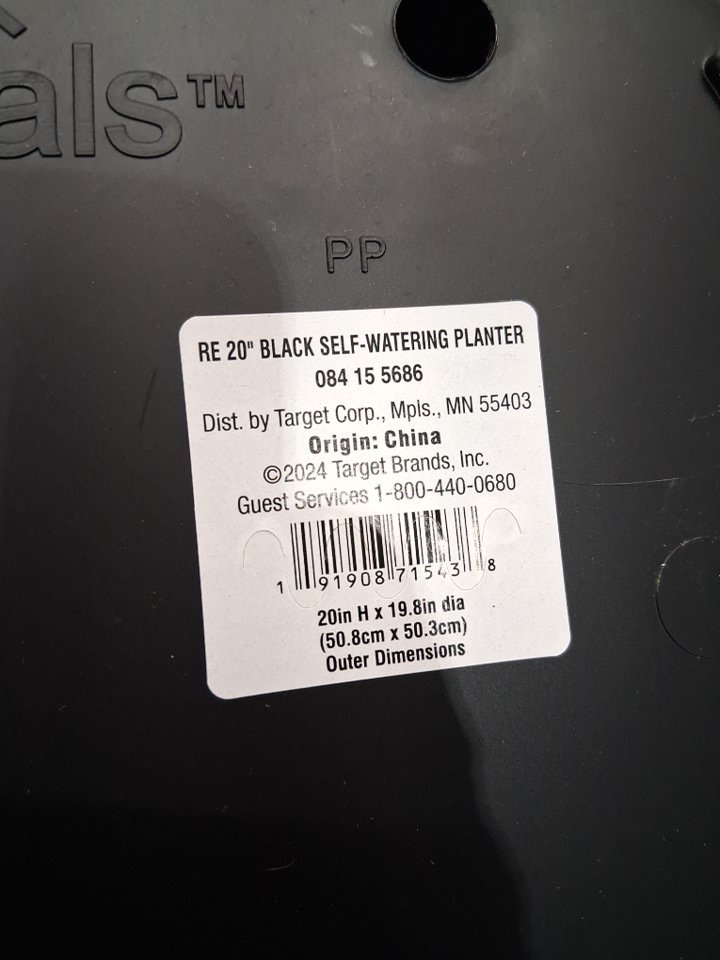 als™
PP
RE 20" BLACK SELF-WATERING PLANTER
084 15 5686
Dist. by Target Corp., Mpls., MN 55403
Origin: China
©2024 Target Brands, Inc.
Guest Services 1-800-440-0680
1 91908 71543 8
20in H x 19.8in dia
(50.8cm x 50.3cm)
Outer Dimensions